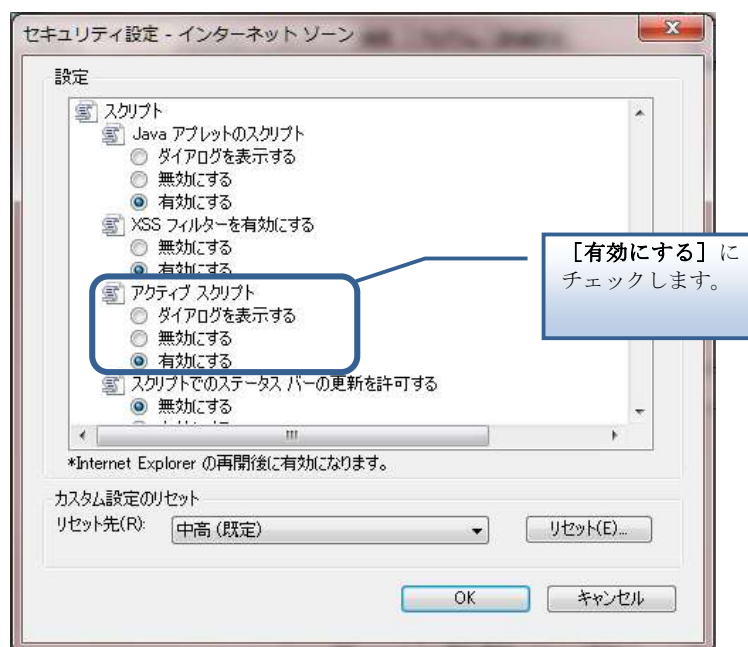 セキュリティ設定 - インターネット ゾーン
設定
スクリプト
Java アプレットのスクリプト
ダイアログを表示する
無効にする
有効にする
XSS フィルターを有効にする
無効にする
有効にする
アクティブ スクリプト
ダイアログを表示する
無効にする
有効にする
スクリプトでのステータス バーの更新を許可する
無効にする
［有効にする］に
チェックします。
*Internet Explorer の再開後に有効になります。
カスタム設定のリセット
リセット先(R):
中高 (既定)
リセット(E)...
OK
キャンセル